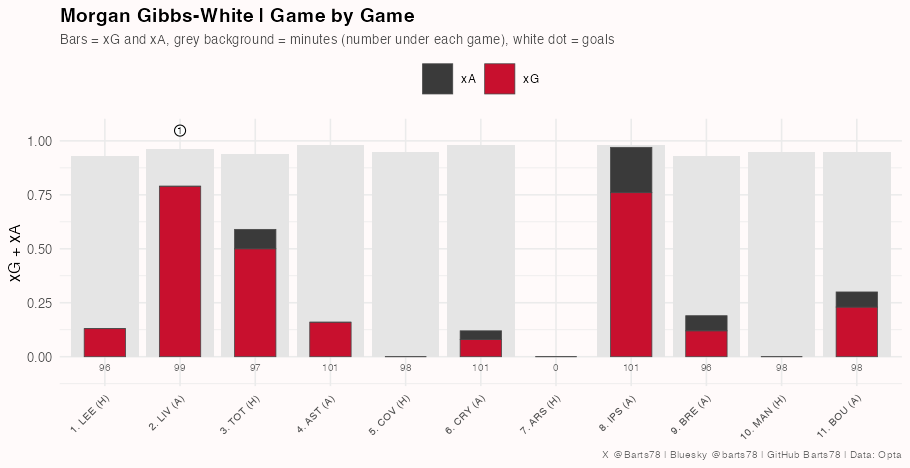 Morgan Gibbs-White | Game by Game
Bars = xG and xA, grey background = minutes (number under each game), white dot = goals
xA xG
1
xG + xA
1.00
0.75
0.50
0.25
0.00
96 99 97 101 98 101 0 101 96 98 98
1. LEE (H) 2. LIV (A) 3. TOT (H) 4. AST (A) 5. COV (H) 6. CRY (A) 7. ARS (H) 8. IPS (A) 9. BRE (A) 10. MAN (H) 11. BOU (A)
X @Barts78 | Bluesky @barts78 | GitHub Barts78 | Data: Opta